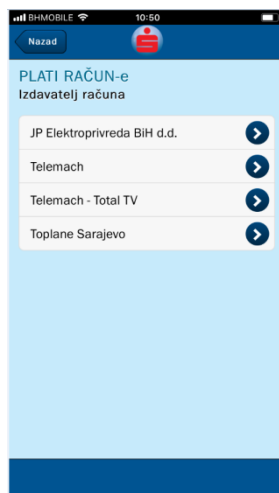 BHMOBILE 10:50
Nazad
PLATI RAČUN-e
Izdavatelj računa
JP Elektroprivreda BiH d.d.
Telemach
Telemach - Total TV
Toplane Sarajevo